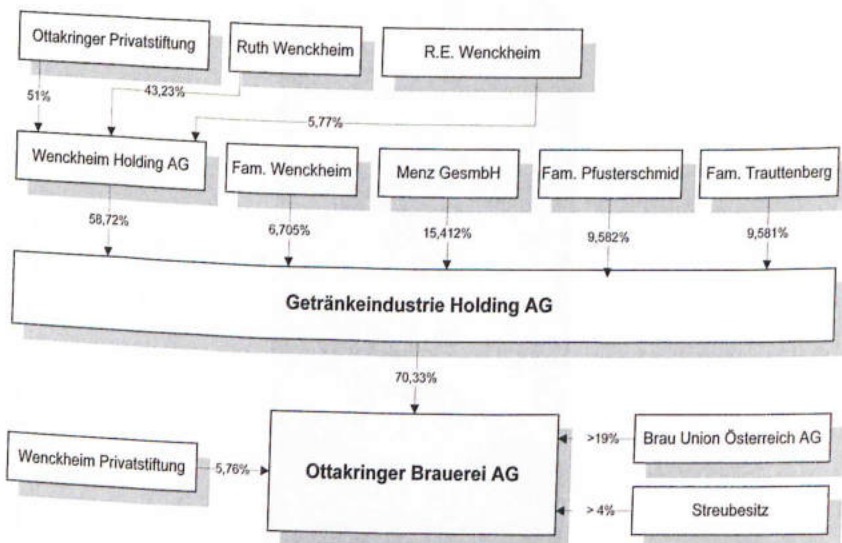 Ottakringer Privatstiftung
Ruth Wenckheim
R.E. Wenckheim
51%
43,23%
5,77%
Wenckheim Holding AG
Fam. Wenckheim
Menz GesmbH
Fam. Pfusterschmid
Fam. Trauttenberg
58,72%
6,705%
15,412%
9,582%
9,581%
Getränkeindustrie Holding AG
70,33%
Wenckheim Privatstiftung
5,76%
Ottakringer Brauerei AG
>19%
Brau Union Österreich AG
> 4%
Streubesitz